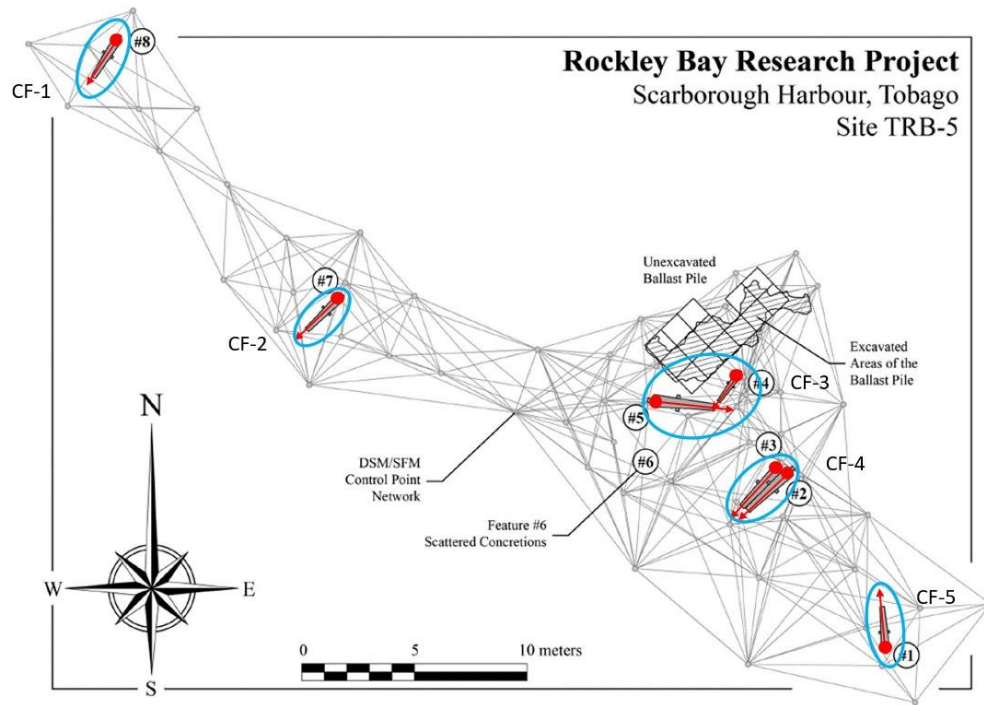 #8
CF-1
Rockley Bay Research Project
Scarborough Harbour, Tobago
Site TRB-5
Unexcavated
Ballast Pile
#7
CF-2
Excavated
Areas of the
Ballast Pile
CF-3
#4
#5
N
#3
#6
CF-4
DSM/SFM
Control Point
Network
#2
Feature #6
Scattered Concretions
W
E
CF-5
#1
0 5 10 meters
S